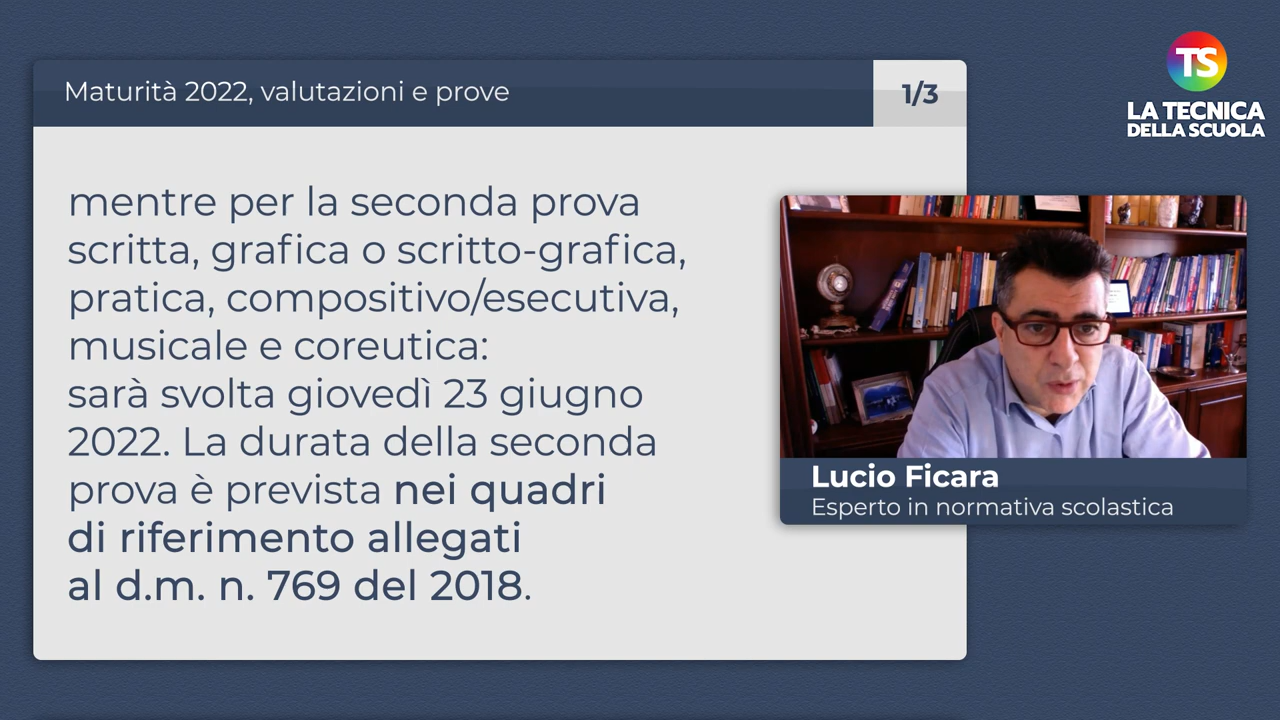 Maturità 2022, valutazioni e prove
1/3
TS
LA TECNICA
DELLA SCUOLA
mentre per la seconda prova
scritta, grafica o scritto-grafica,
pratica, compositivo/esecutiva,
musicale e coreutica:
sarà svolta giovedì 23 giugno
2022. La durata della seconda
prova è prevista nei quadri
di riferimento allegati
al d.m. n. 769 del 2018.
Lucio Ficara
Esperto in normativa scolastica